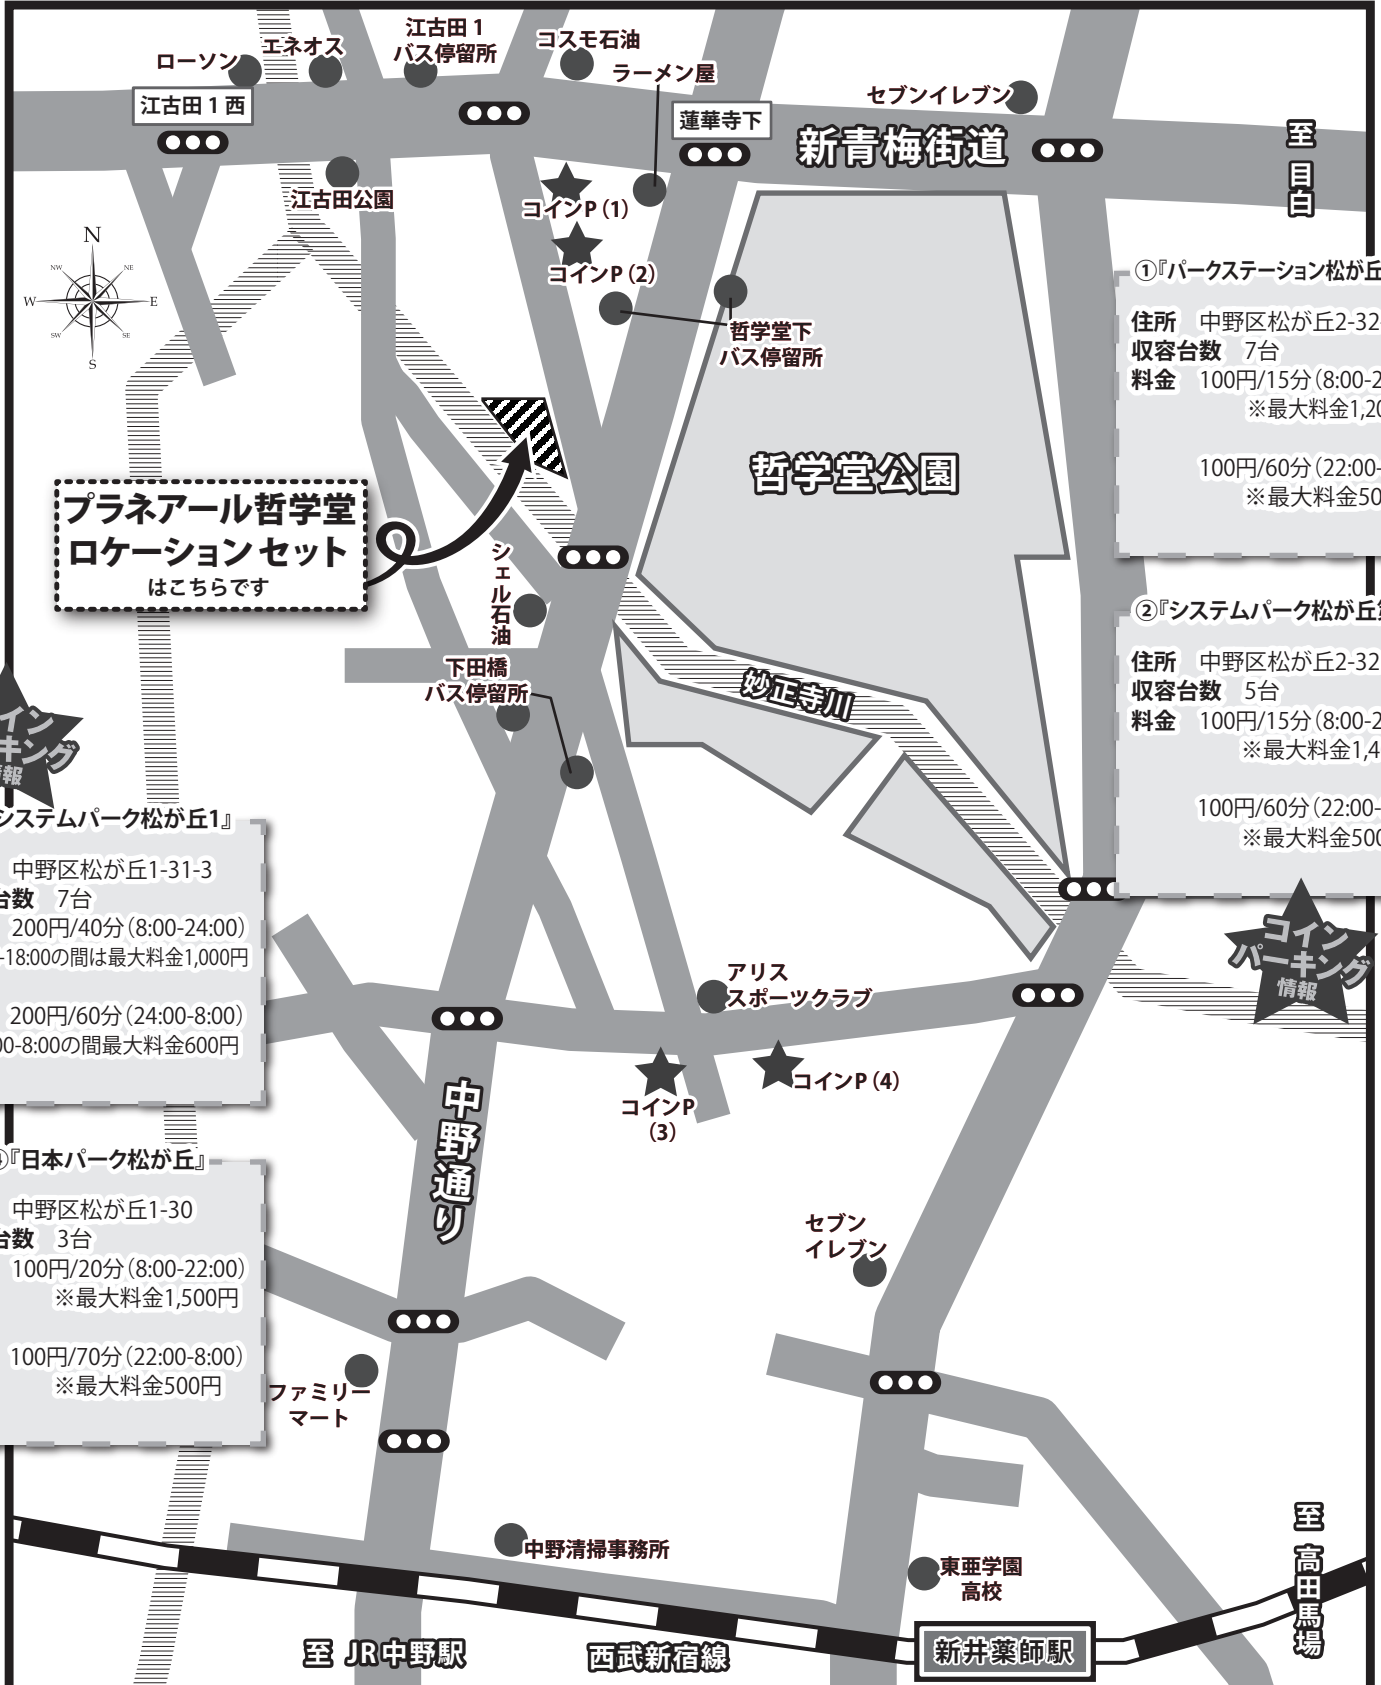 江古田1
バス停留所
コスモ石油
エネオス
ローソン
ラーメン屋
江古田1西
蓮華寺下
セブンイレブン
新青梅街道
至 目白
江古田公園
コインP(1)
コインP(2)
N
NW
NE
W
E
SW
SE
S
哲学堂下
バス停留所
哲学堂公園
①『パークステーション松が丘
住所 中野区松が丘2-32
収容台数 7台
料金 100円/15分(8:00-2
※最大料金1,20
100円/60分(22:00-
※最大料金50
プラネアール哲学堂
ロケーション セット
はこちらです
シェル石油
下田橋
バス停留所
妙正寺川
②『システムパーク松が丘
住所 中野区松が丘2-32
収容台数 5台
料金 100円/15分(8:00-2
※最大料金1,4
100円/60分(22:00-
※最大料金500
イン
キング
報
システムパーク松が丘1』
中野区松が丘1-31-3
台数 7台
200円/40分(8:00-24:00)
-18:00の間は最大料金1,000円
200円/60分(24:00-8:00)
00-8:00の間最大料金600円
コイン
パーキング
情報
アリス
スポーツクラブ
コインP
(3)
コインP(4)
中野通り
④『日本パーク松が丘』
中野区松が丘1-30
台数 3台
100円/20分(8:00-22:00)
※最大料金1,500円
100円/70分(22:00-8:00)
※最大料金500円
セブン
イレブン
ファミリー
マート
中野清掃事務所
東亜学園
高校
至 高田馬場
至 JR中野駅
西武新宿線
新井薬師駅